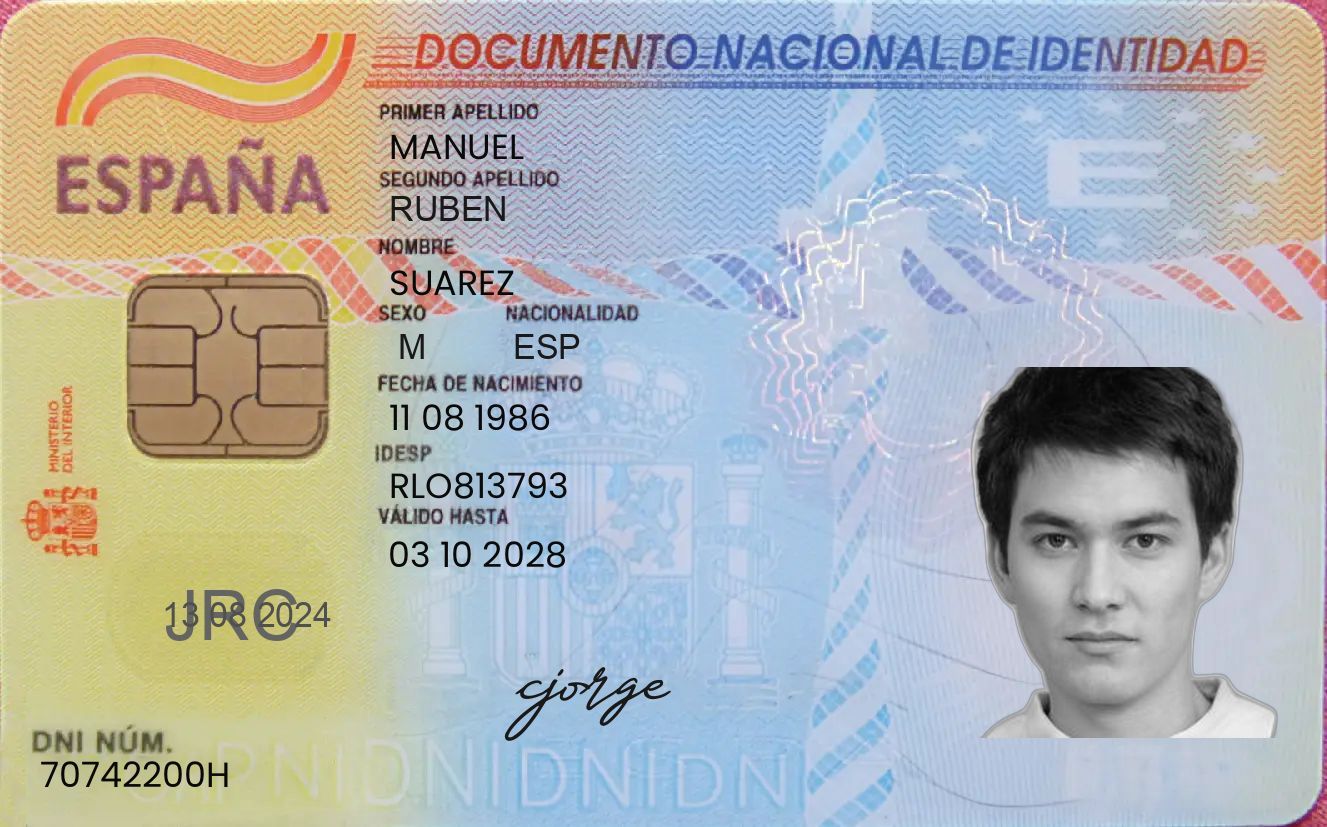 DOCUMENTO NACIONAL DE IDENTIDAD
ESPAÑA
PRIMER APELLIDO
MANUEL
SEGUNDO APELLIDO
RUBEN
NOMBRE
SUAREZ
SEXO NACIONALIDAD
M ESP
FECHA DE NACIMIENTO
11 08 1986
IDESP
RLO813793
VÁLIDO HASTA
03 10 2028
MINISTERIO
DEL INTERIOR
E
JRC
13 08 2024
cjorge
DNI NÚM.
70742200H
DNIDNIDNIDN